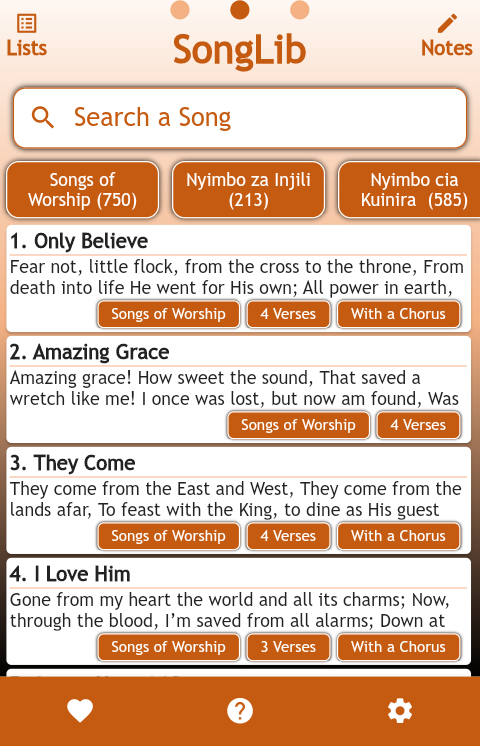 Lists
SongLib
Notes
Search a Song
Songs of
Worship (750)
Nyimbo za Injili
(213)
Nyimbo cia
Kuinira (585)
1. Only Believe
Fear not, little flock, from the cross to the throne, From
death into life He went for His own; All power in earth,
Songs of Worship
4 Verses
With a Chorus
2. Amazing Grace
Amazing grace! How sweet the sound, That saved a
wretch like me! I once was lost, but now am found, Was
Songs of Worship
4 Verses
3. They Come
They come from the East and West, They come from the
lands afar, To feast with the King, to dine as His guest
Songs of Worship
4 Verses
With a Chorus
4. I Love Him
Gone from my heart the world and all its charms; Now,
through the blood, I’m saved from all alarms; Down at
Songs of Worship
3 Verses
With a Chorus